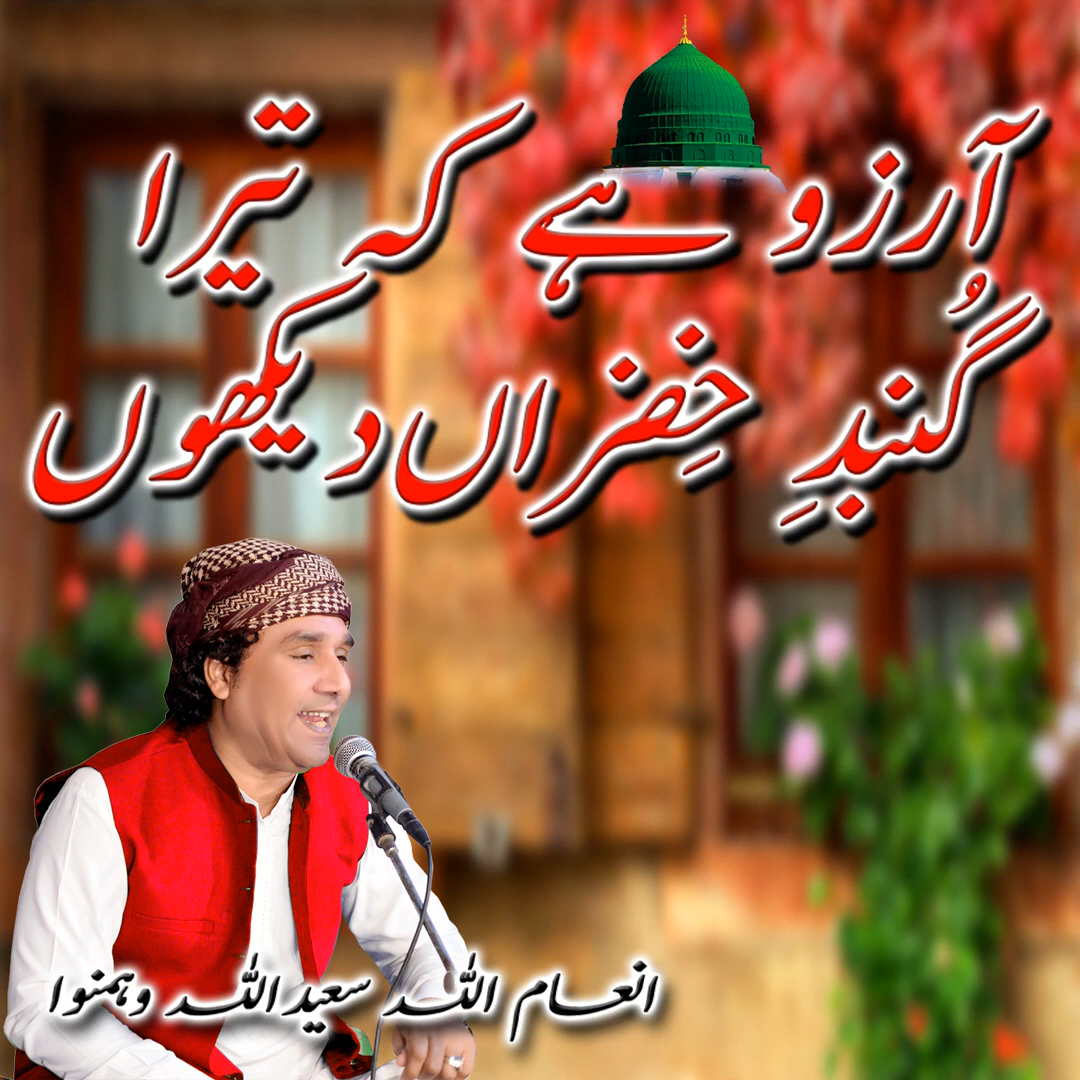 آرزو ہے کہ تیرا
گُنبدِ خِضراں دیکھوں
انعام اللہ سعید اللہ وہمنوا